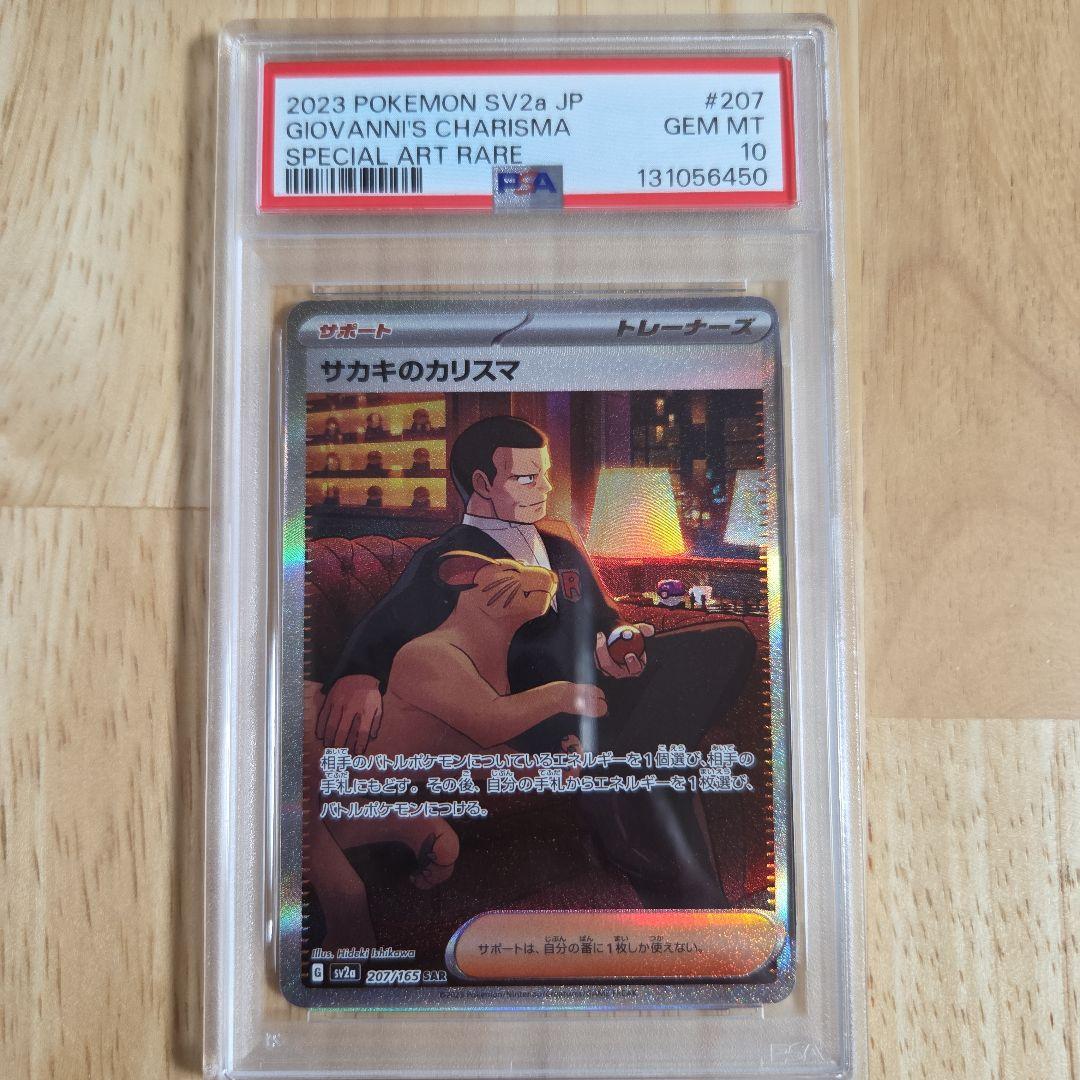 2023 POKEMON SV2a JP #207
GIOVANNI'S CHARISMA GEM MT
SPECIAL ART RARE 10
PSA 131056450
サポート トレーナーズ
サカキのカリスマ
R
相手のバトルポケモンについているエネルギーを1個選び、相手の
手札にもどす。その後、自分の手札からエネルギーを1枚選び、
バトルポケモンにつける。
サポートは、自分の番に1枚しか使えない。
Illus. Hideki Ishikawa
G sv2a 207/165 SAR
©2023 Pokémon/Nintendo
PSA